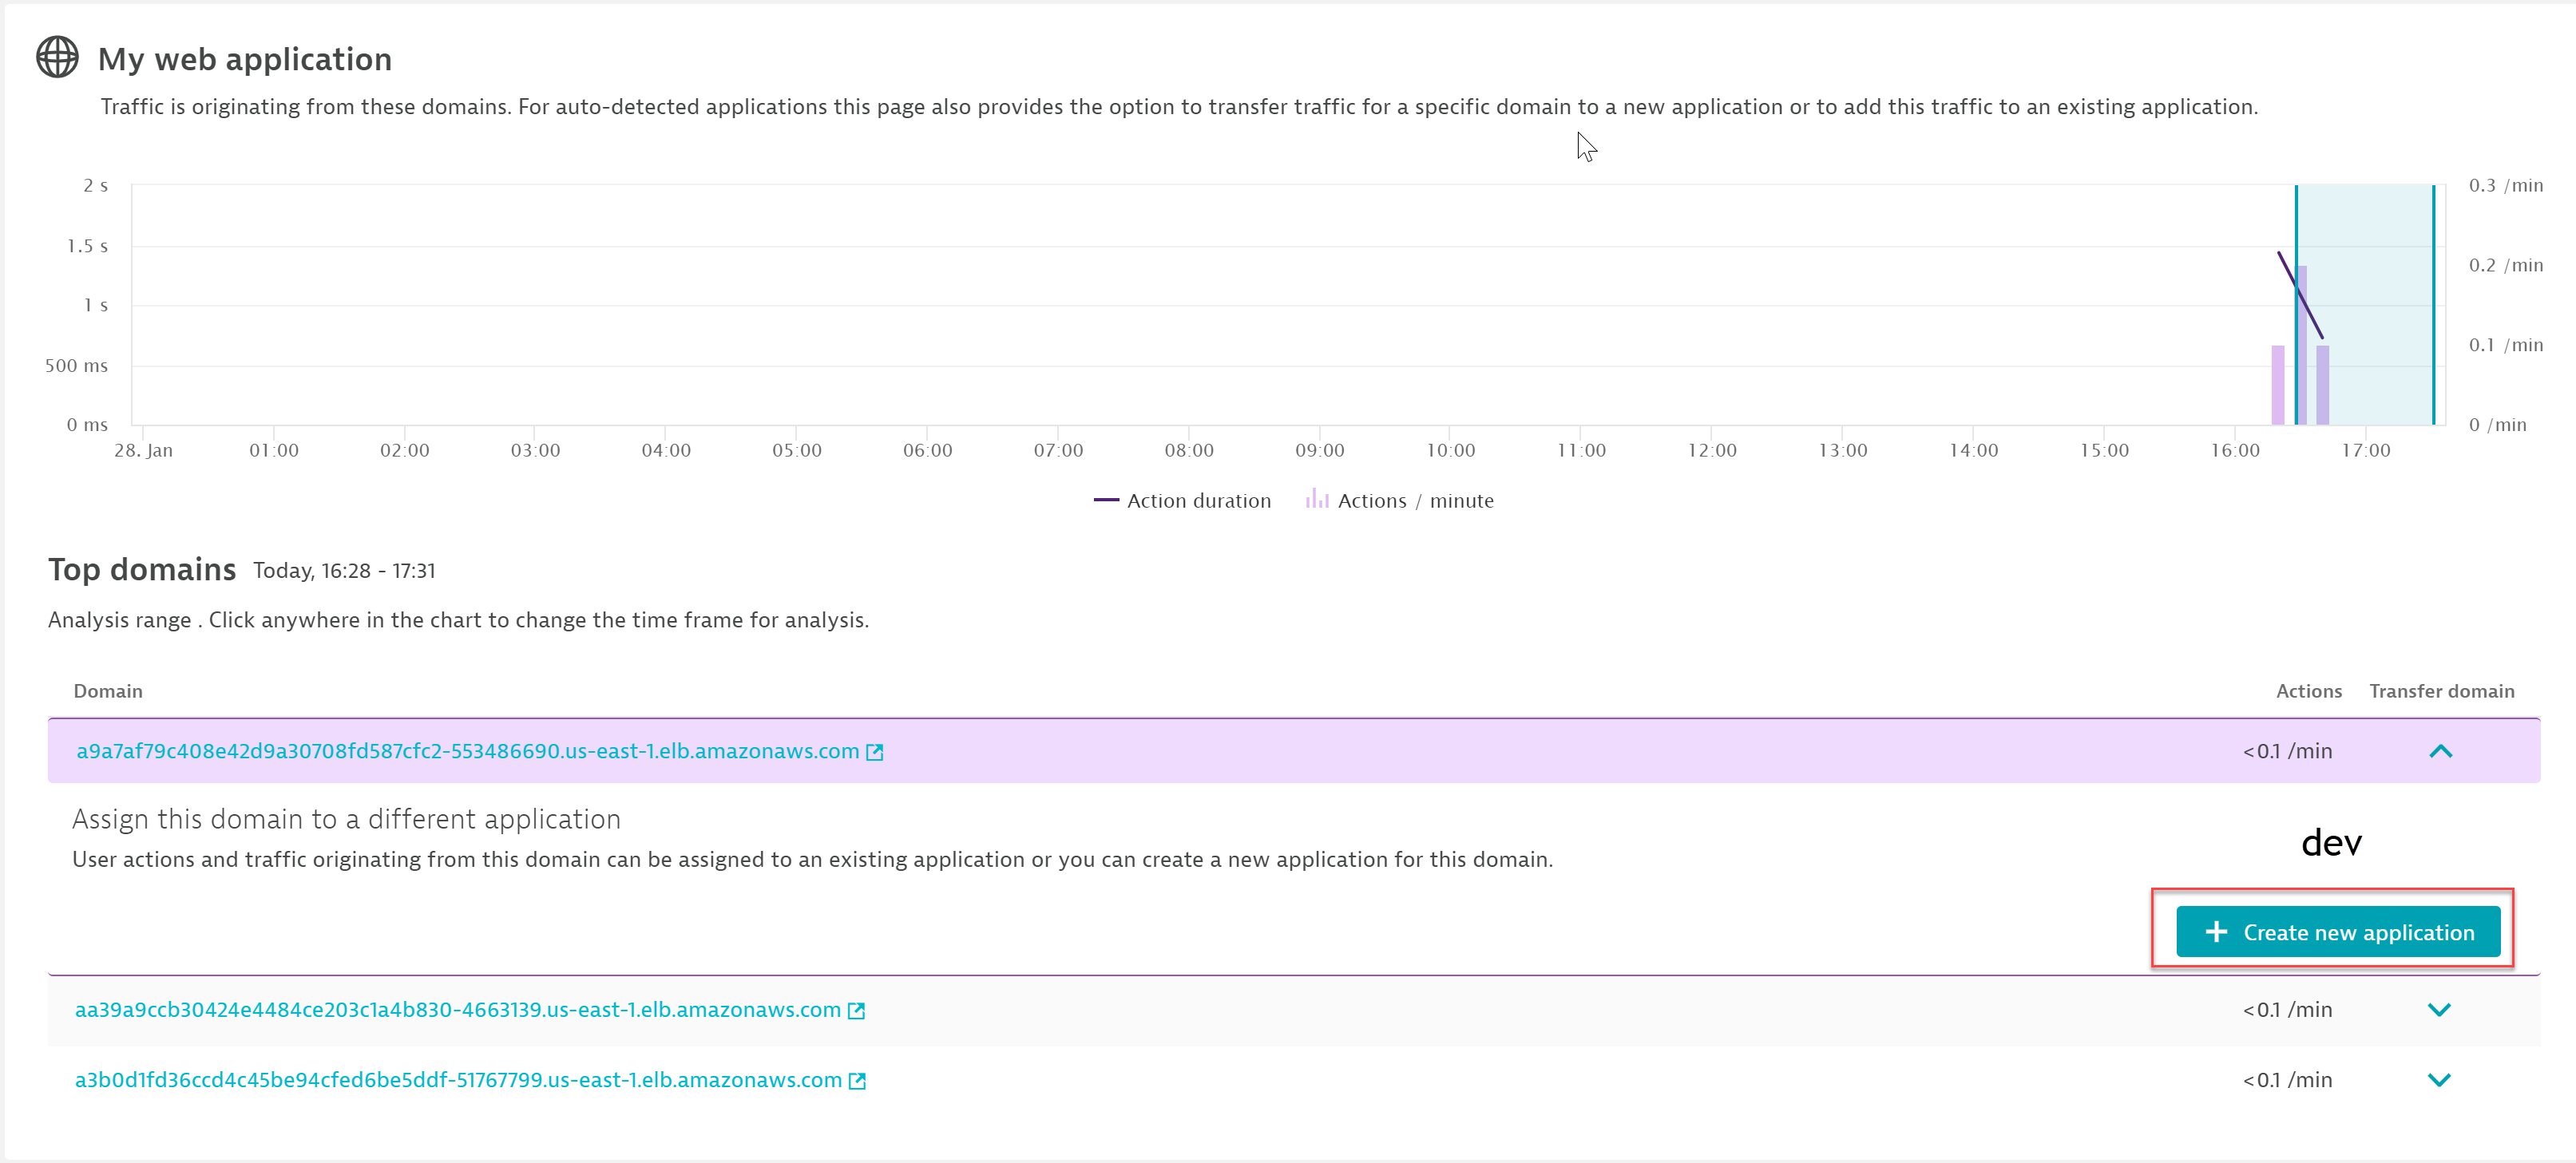 My web application
Traffic is originating from these domains. For auto-detected applications this page also provides the option to transfer traffic for a specific domain to a new application or to add this traffic to an existing application.
2 s
0.3 /min
1.5 s
0.2 /min
1 s
0.1 /min
500 ms
0 ms
0 /min
28. Jan 01:00 02:00 03:00 04:00 05:00 06:00 07:00 08:00 09:00 10:00 11:00 12:00 13:00 14:00 15:00 16:00 17:00
Action duration Actions / minute
Top domains Today, 16:28 - 17:31
Analysis range . Click anywhere in the chart to change the time frame for analysis.
Domain Actions Transfer domain
a9a7af79c408e42d9a30708fd587cfc2-553486690.us-east-1.elb.amazonaws.com <0.1 /min
Assign this domain to a different application
User actions and traffic originating from this domain can be assigned to an existing application or you can create a new application for this domain.
dev
Create new application
aa39a9ccb30424e4484ce203c1a4b830-4663139.us-east-1.elb.amazonaws.com <0.1 /min
a3b0d1fd36ccd4c45be94cfed6be5ddf-51767799.us-east-1.elb.amazonaws.com <0.1 /min